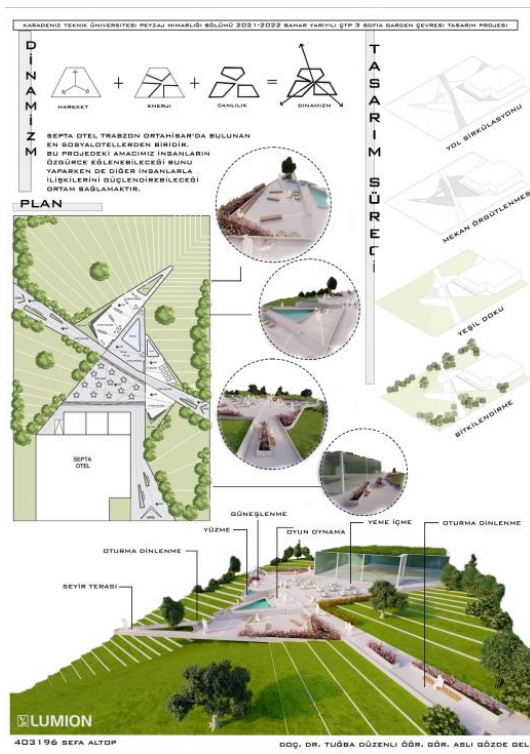 KARADENİZ TEKNİK ÜNİVERSİTESİ PEYZAJ MİMARLIĞI BÖLÜMÜ 2021-2022 BAHAR YARIYILI ÇTP 3 SOFIA GARDEN ÇEVRESİ TASARIM PROJESİ
DİNAMİZM
HAREKET
+
ENERJİ
+
CANLILIK
=
DİNAMİZM
SEPTA OTEL TRABZON ORTAHİSAR'DA BULUNAN
EN SOSYALOTELLERDEN BİRİDİR.
BU PROJEDEKİ AMACIMIZ İNSANLARIN
ÖZGÜRCE EĞLENEBİLECEĞİ BUNU
YAPARKEN DE DİĞER İNSANLARLA
İLİŞKİLERİNİ GÜÇLENDİREBİLECEĞİ
ORTAM SAĞLAMAKTIR.
TASARIM SÜRECİ
YOL SİRKÜLASYONU
MEKAN ÖRGÜTLENMESİ
YEŞİL DOKU
BİTKİLENDİRME
PLAN
SEPTA
OTEL
GÜNEŞLENME
YÜZME
OYUN OYNAMA
YEME İÇME
OTURMA DİNLENME
OTURMA DİNLENME
SEYİR TERASI
LUMION
403196 SEFA ALTOP
DOÇ. DR. TUĞBA DÜZENLİ ÖĞR. GÖR. ASLI GÖZDE GEL